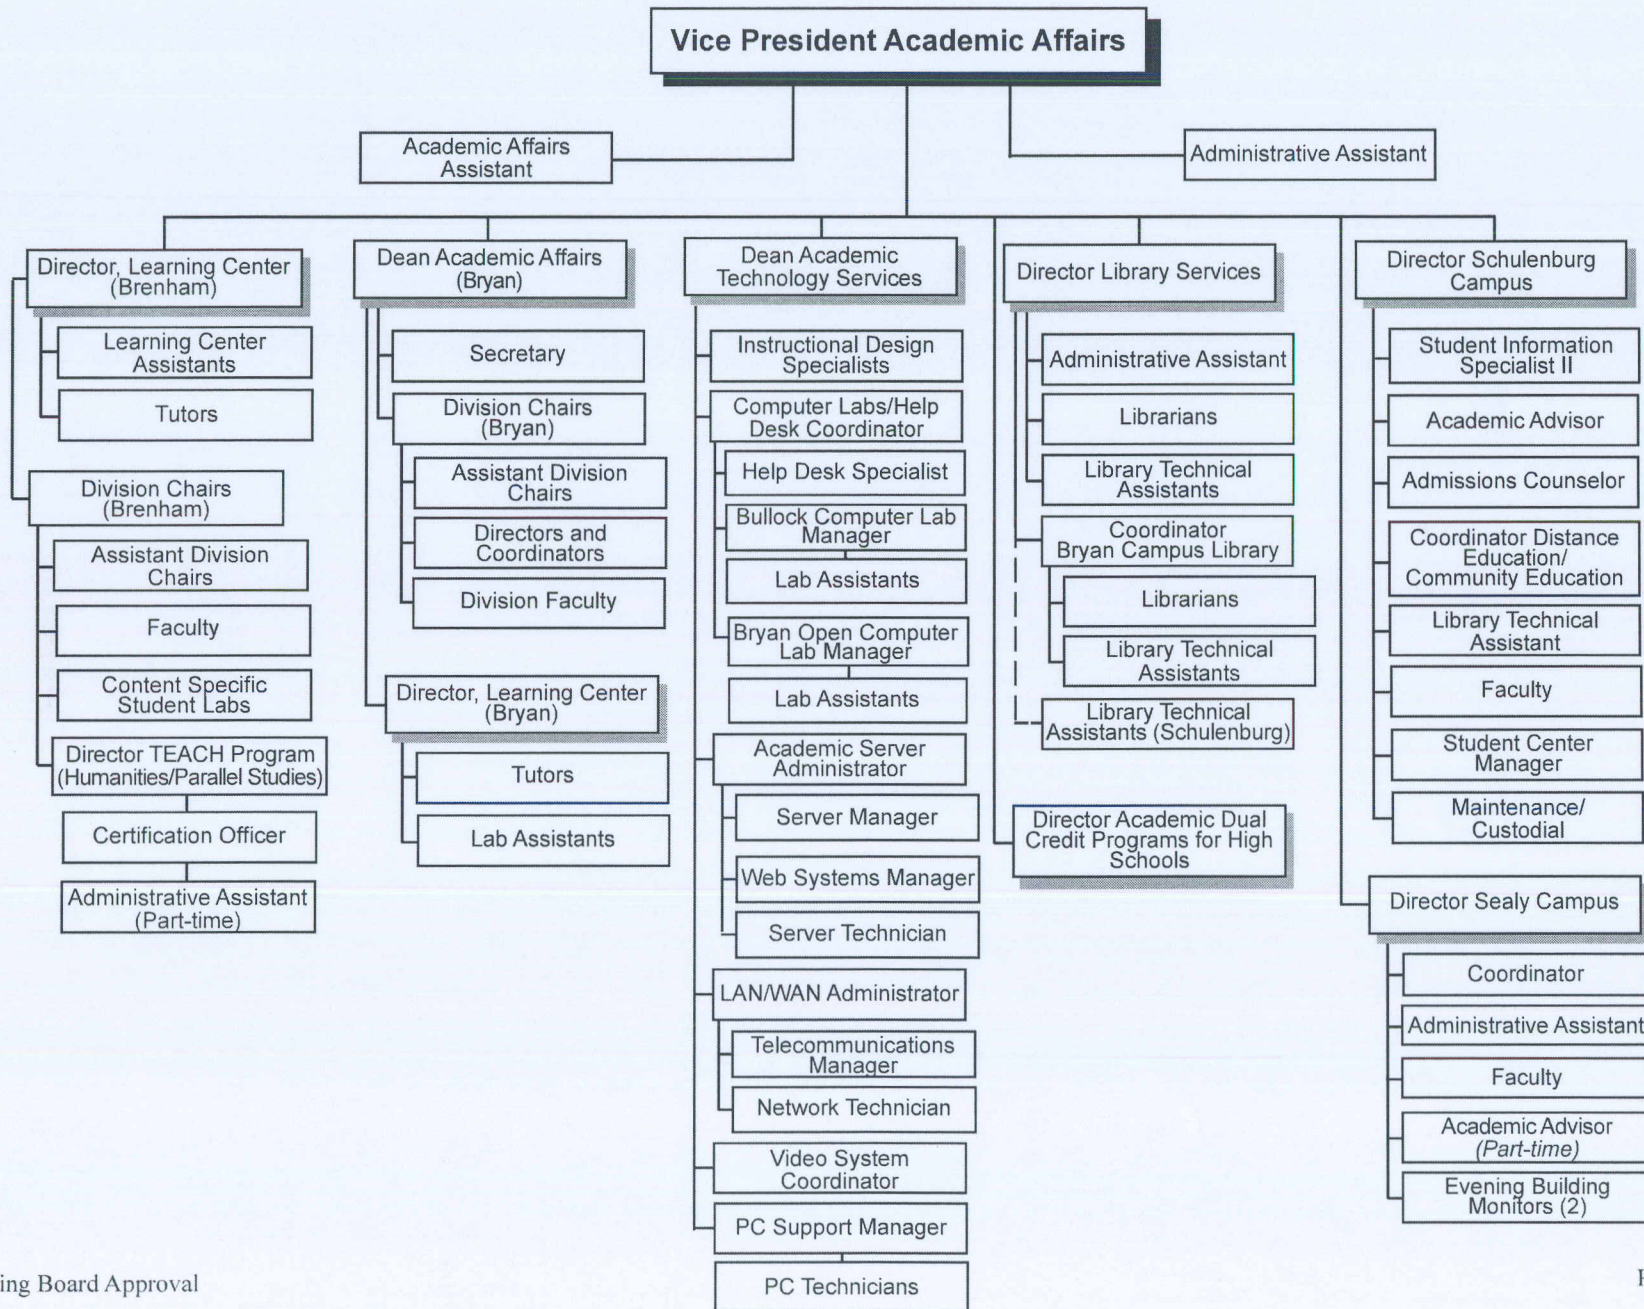 Vice President Academic Affairs
Academic Affairs
Assistant
Administrative Assistant
Director, Learning Center
(Brenham)
Learning Center
Assistants
Tutors
Division Chairs
(Brenham)
Assistant Division
Chairs
Faculty
Content Specific
Student Labs
Director TEACH Program
(Humanities/Parallel Studies)
Certification Officer
Administrative Assistant
(Part-time)
Dean Academic Affairs
(Bryan)
Secretary
Division Chairs
(Bryan)
Assistant Division
Chairs
Directors and
Coordinators
Division Faculty
Director, Learning Center
(Bryan)
Tutors
Lab Assistants
Dean Academic
Technology Services
Instructional Design
Specialists
Computer Labs/Help
Desk Coordinator
Help Desk Specialist
Bullock Computer Lab
Manager
Lab Assistants
Bryan Open Computer
Lab Manager
Lab Assistants
Academic Server
Administrator
Server Manager
Web Systems Manager
Server Technician
LAN/WAN Administrator
Telecommunications
Manager
Network Technician
Video System
Coordinator
PC Support Manager
PC Technicians
Director Library Services
Administrative Assistant
Librarians
Library Technical
Assistants
Coordinator
Bryan Campus Library
Librarians
Library Technical
Assistants
Library Technical
Assistants (Schulenburg)
Director Academic Dual
Credit Programs for High
Schools
Director Schulenburg
Campus
Student Information
Specialist II
Academic Advisor
Admissions Counselor
Coordinator Distance
Education/
Community Education
Library Technical
Assistant
Faculty
Student Center
Manager
Maintenance/
Custodial
Director Sealy Campus
Coordinator
Administrative Assistant
Faculty
Academic Advisor
(Part-time)
Evening Building
Monitors (2)
ing Board Approval